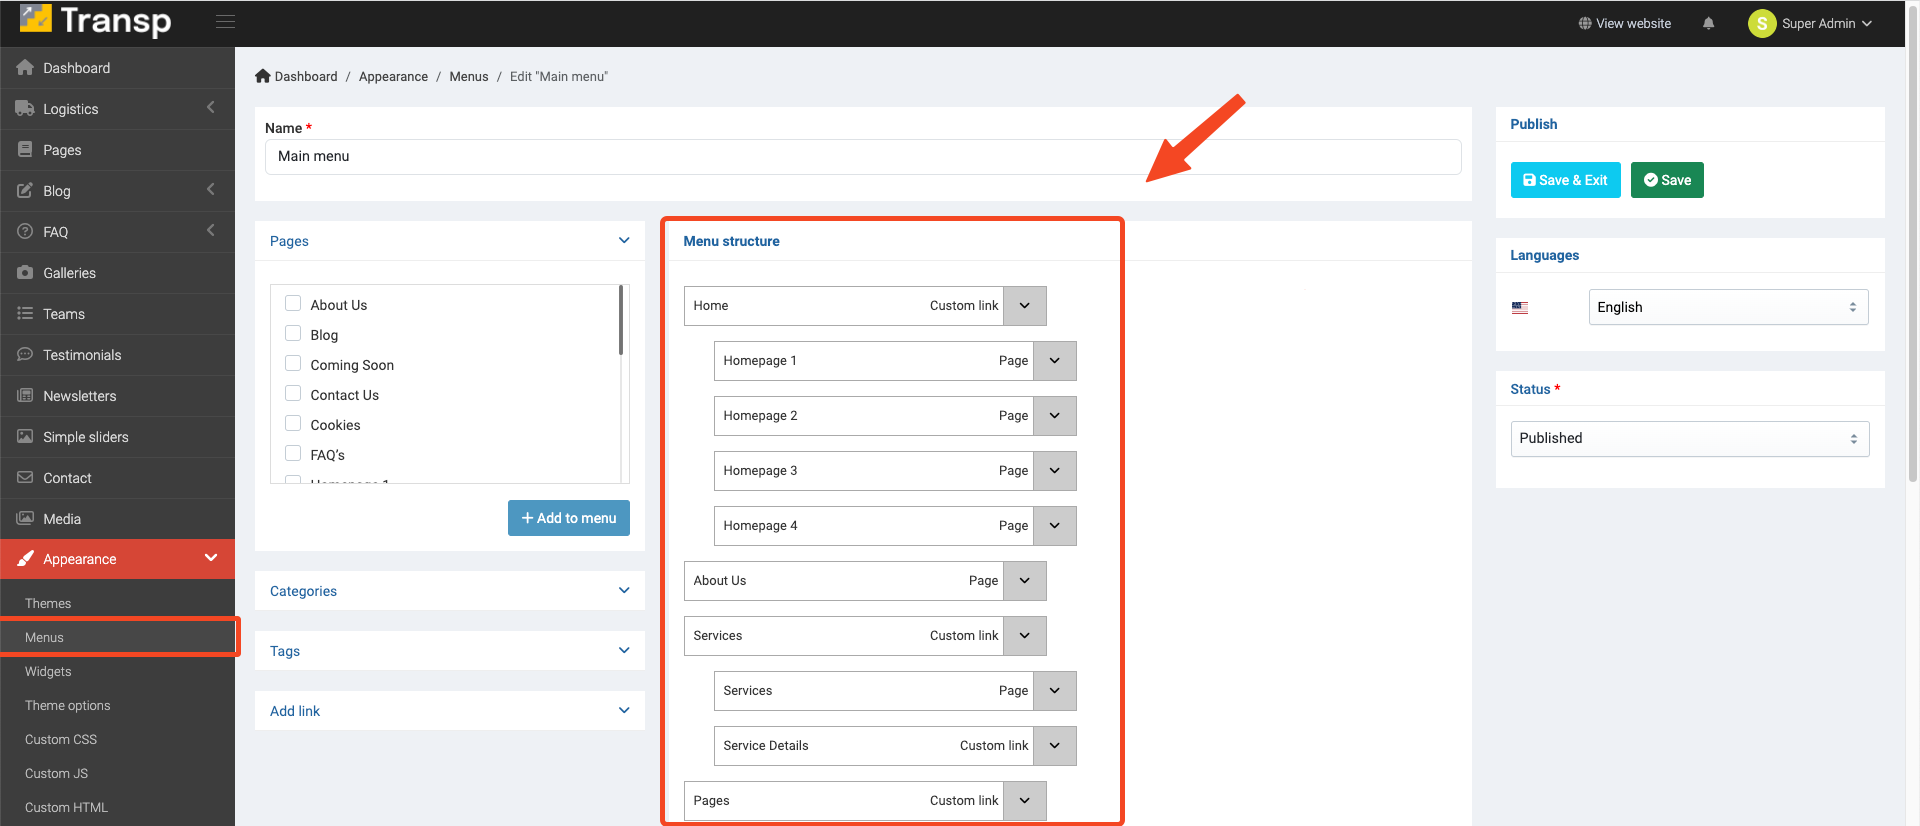 Transp
View website
S
Super Admin
Dashboard
Logistics
Pages
Blog
FAQ
Galleries
Teams
Testimonials
Newsletters
Simple sliders
Contact
Media
Appearance
Themes
Menus
Widgets
Theme options
Custom CSS
Custom JS
Custom HTML
Dashboard / Appearance / Menus / Edit "Main menu"
Name *
Main menu
Pages
About Us
Blog
Coming Soon
Contact Us
Cookies
FAQ's
Homepage 1
+ Add to menu
Categories
Tags
Add link
Menu structure
Home Custom link
Homepage 1 Page
Homepage 2 Page
Homepage 3 Page
Homepage 4 Page
About Us Page
Services Custom link
Services Page
Service Details Custom link
Pages Custom link
Publish
Save & Exit
Save
Languages
English
Status *
Published